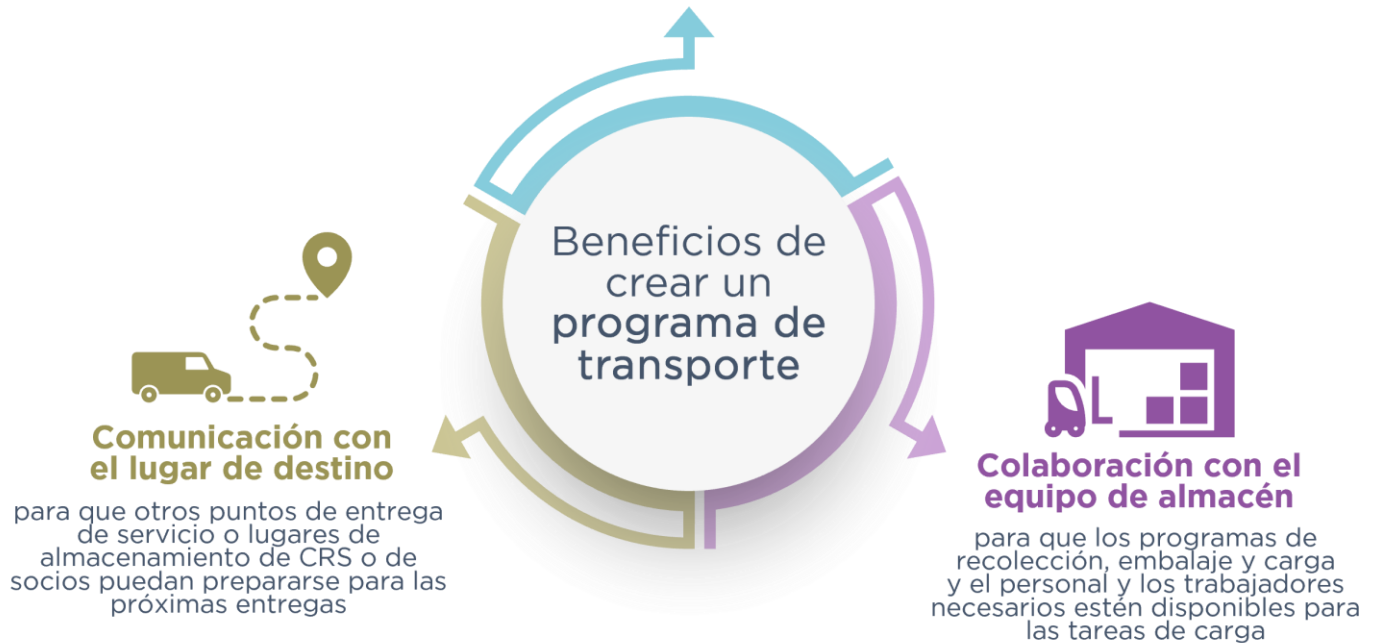 Beneficios de
crear un
programa de
transporte
Comunicación con
el lugar de destino
para que otros puntos de entrega
de servicio o lugares de
almacenamiento de CRS o de
socios puedan prepararse para las
próximas entregas
Colaboración con el
equipo de almacén
para que los programas de
recolección, embalaje y carga
y el personal y los trabajadores
necesarios estén disponibles para
las tareas de carga